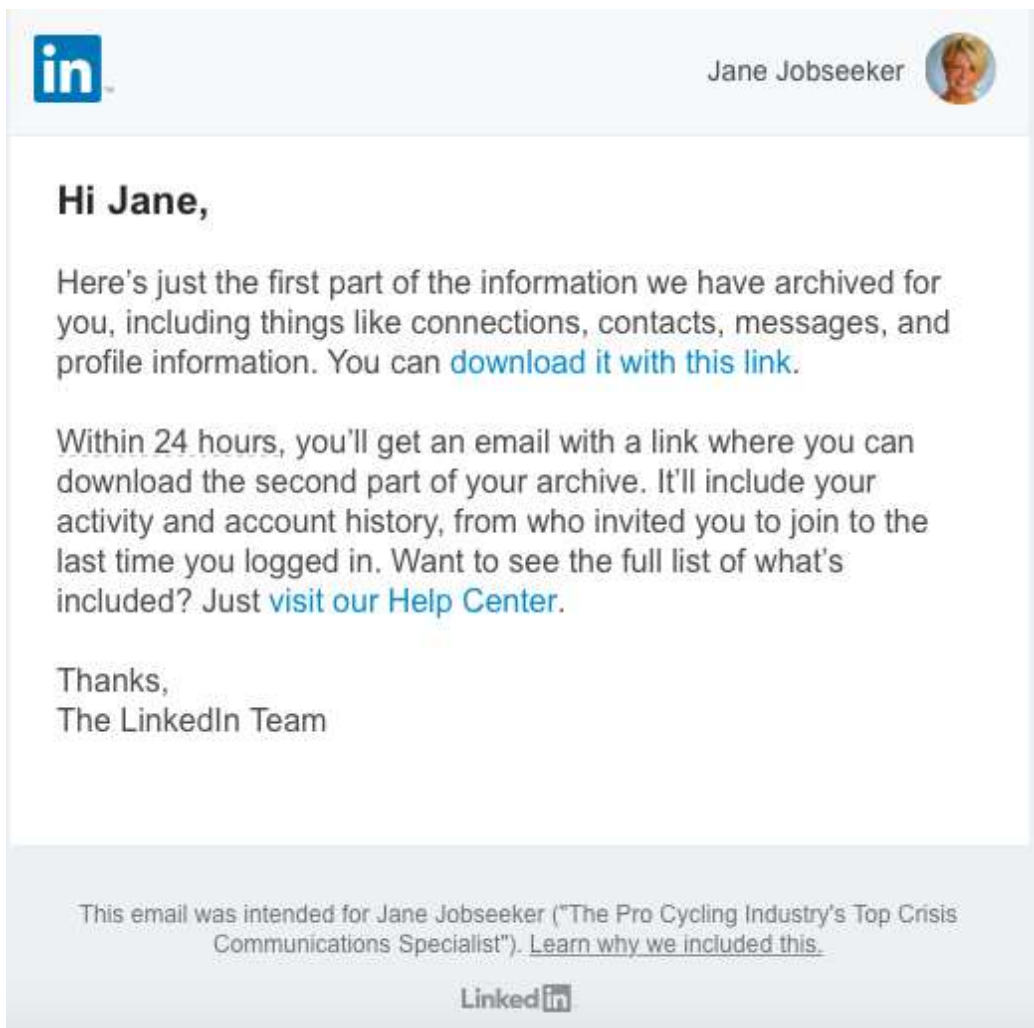 in
Jane Jobseeker
Hi Jane,
Here's just the first part of the information we have archived for
you, including things like connections, contacts, messages, and
profile information. You can download it with this link.
Within 24 hours, you'll get an email with a link where you can
download the second part of your archive. It'll include your
activity and account history, from who invited you to join to the
last time you logged in. Want to see the full list of what's
included? Just visit our Help Center.
Thanks,
The LinkedIn Team
This email was intended for Jane Jobseeker ("The Pro Cycling Industry's Top Crisis
Communications Specialist"). Learn why we included this.
Linkedin